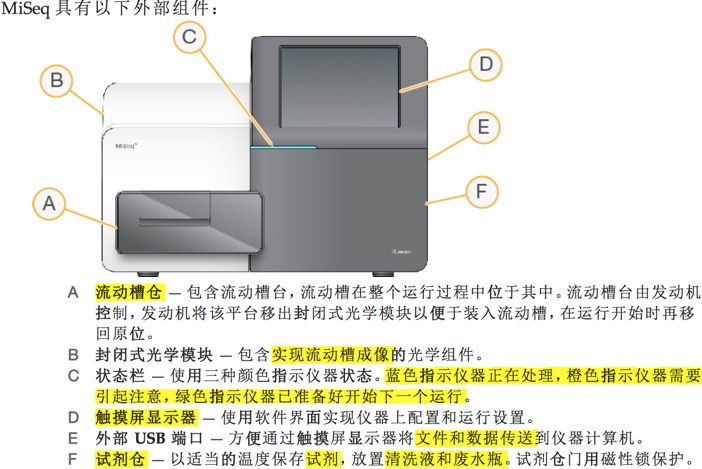 MiSeq 具有以下外部组件：
C
B
D
MiSeq
E
F
A
A 流动槽仓 — 包含流动槽台，流动槽在整个运行过程中位于其中。流动槽台由发动机
控制，发动机将该平台移出封闭式光学模块以便于装入流动槽，在运行开始时再移
回原位。
B 封闭式光学模块 — 包含实现流动槽成像的光学组件。
C 状态栏 — 使用三种颜色指示仪器状态。蓝色指示仪器正在处理，橙色指示仪器需要
引起注意，绿色指示仪器已准备好开始下一个运行。
D 触摸屏显示器 — 使用软件界面实现仪器上配置和运行设置。
E 外部 USB 端口 — 方便通过触摸屏显示器将文件和数据传送到仪器计算机。
F 试剂仓 — 以适当的温度保存试剂，放置清洗液和废水瓶。试剂仓门用磁性锁保护。